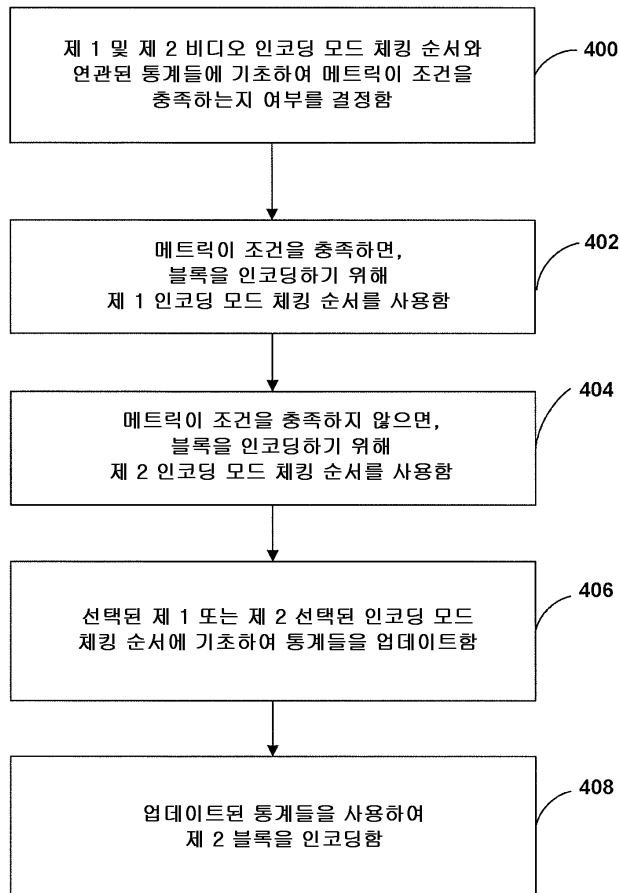 제 1 및 제 2 비디오 인코딩 모드 체킹 순서와
연관된 통계들에 기초하여 메트릭이 조건을
충족하는지 여부를 결정함
400
메트릭이 조건을 충족하면,
블록을 인코딩하기 위해
제 1 인코딩 모드 체킹 순서를 사용함
402
메트릭이 조건을 충족하지 않으면,
블록을 인코딩하기 위해
제 2 인코딩 모드 체킹 순서를 사용함
404
선택된 제 1 또는 제 2 선택된 인코딩 모드
체킹 순서에 기초하여 통계들을 업데이트함
406
업데이트된 통계들을 사용하여
제 2 블록을 인코딩함
408